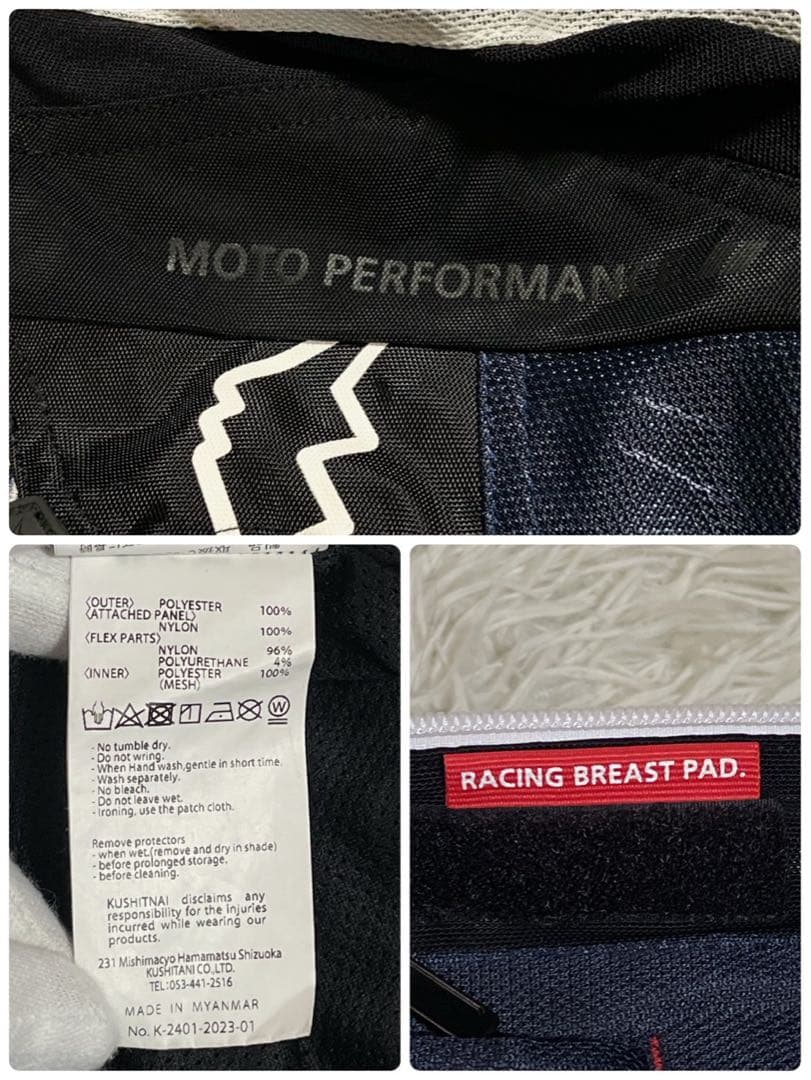 MOTO PERFORMANCE
〈OUTER〉 POLYESTER 100%
〈ATTACHED PANEL〉
NYLON 100%
〈FLEX PARTS〉
NYLON 96%
POLYURETHANE 4%
〈INNER〉 POLYESTER 100%
(MESH)
W
- No tumble dry.
- Do not wring.
- When Hand wash,gentle in short time.
- Wash separately.
- No bleach.
- Do not leave wet.
- Ironing, use the patch cloth.
Remove protectors
- when wet.(remove and dry in shade)
- before prolonged storage.
- before cleaning.
KUSHITNAI disclaims any
responsibility for the injuries
incurred while wearing our
products.
231 Mishimacyo Hamamatsu Shizuoka
KUSHITANI CO.,LTD.
TEL:053-441-2516
MADE IN MYANMAR
No. K-2401-2023-01
RACING BREAST PAD.